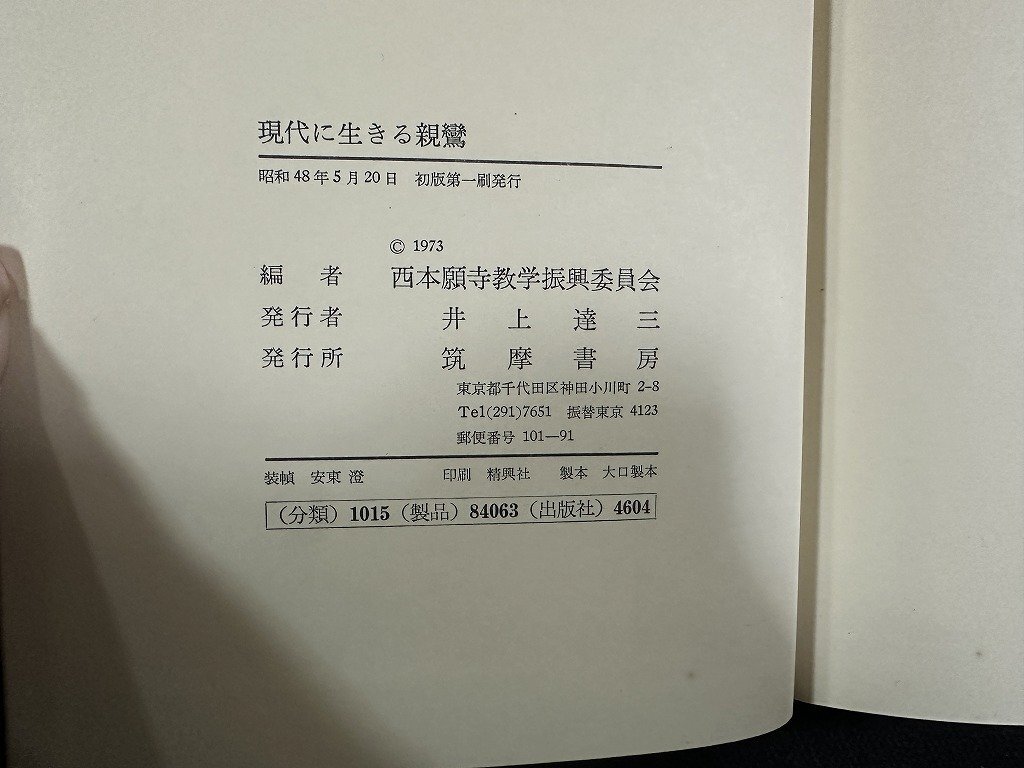 現代に生きる親鸞
昭和48年5月20日　初版第一刷発行
© 1973
編　者　西本願寺教学振興委員会
発行者　井上達三
発行所　筑摩書房
東京都千代田区神田小川町 2-8
Tel(291)7651　振替東京 4123
郵便番号 101―91
装幀　安東 澄　印刷　精興社　製本　大口製本
（分類）1015（製品）84063（出版社）4604